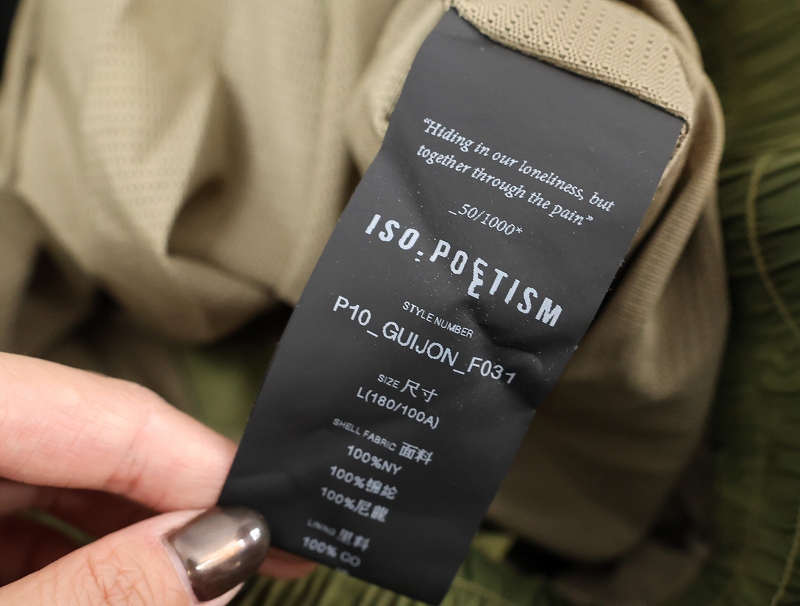 “Hiding in our loneliness, but
together through the pain”
_50/1000*
ISO.POETISM
STYLE NUMBER
P10_GUIJON_F031
SIZE 尺寸
L(180/100A)
SHELL FABRIC 面料
100%NY
100%锦纶
100%尼龍
LINING 里料
100%